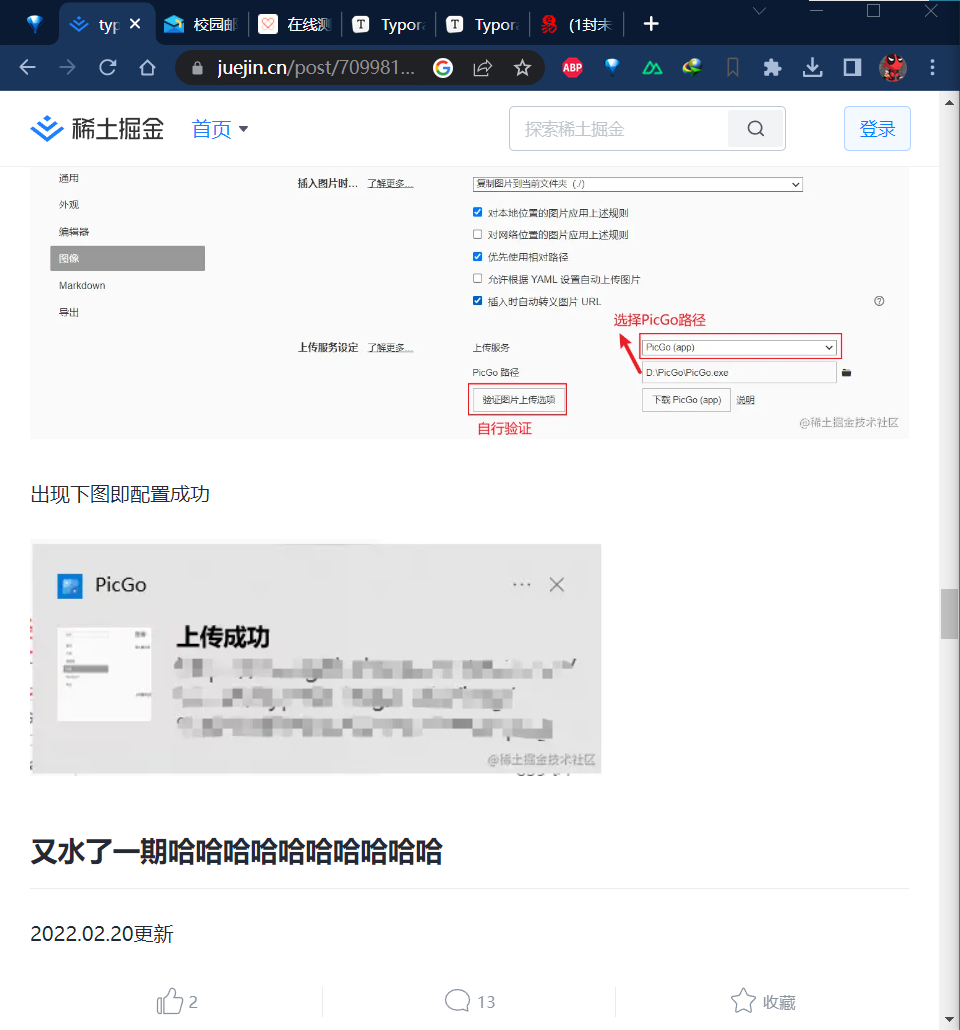 typ
校园邮
在线测
Typora
Typora
(1封未
juejin.cn/post/709981...
ABP
稀土掘金
首页
探索稀土掘金
登录
通用
插入图片时... 了解更多...
复制图片到当前文件夹 (./)
外观
对本地位置的图片应用上述规则
编辑器
对网络位置的图片应用上述规则
图像
优先使用相对路径
Markdown
允许根据 YAML 设置自动上传图片
导出
插入时自动转义图片 URL
选择PicGo路径
上传服务设定 了解更多...
上传服务
PicGo (app)
PicGo 路径
D:\PicGo\PicGo.exe
验证图片上传选项
下载 PicGo (app) 说明
自行验证
@稀土掘金技术社区
出现下图即配置成功
PicGo
上传成功
@稀土掘金技术社区
又水了一期哈哈哈哈哈哈哈哈哈哈
2022.02.20更新
2
13
收藏